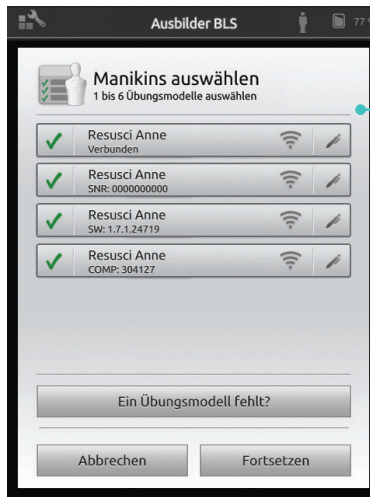 Ausbilder BLS
77
Manikins auswählen
1 bis 6 Übungsmodelle auswählen
Resusci Anne
Verbunden
Resusci Anne
SNR: 0000000000
Resusci Anne
SW: 1.7.1.24719
Resusci Anne
COMP: 304127
Ein Übungsmodell fehlt?
Abbrechen Fortsetzen